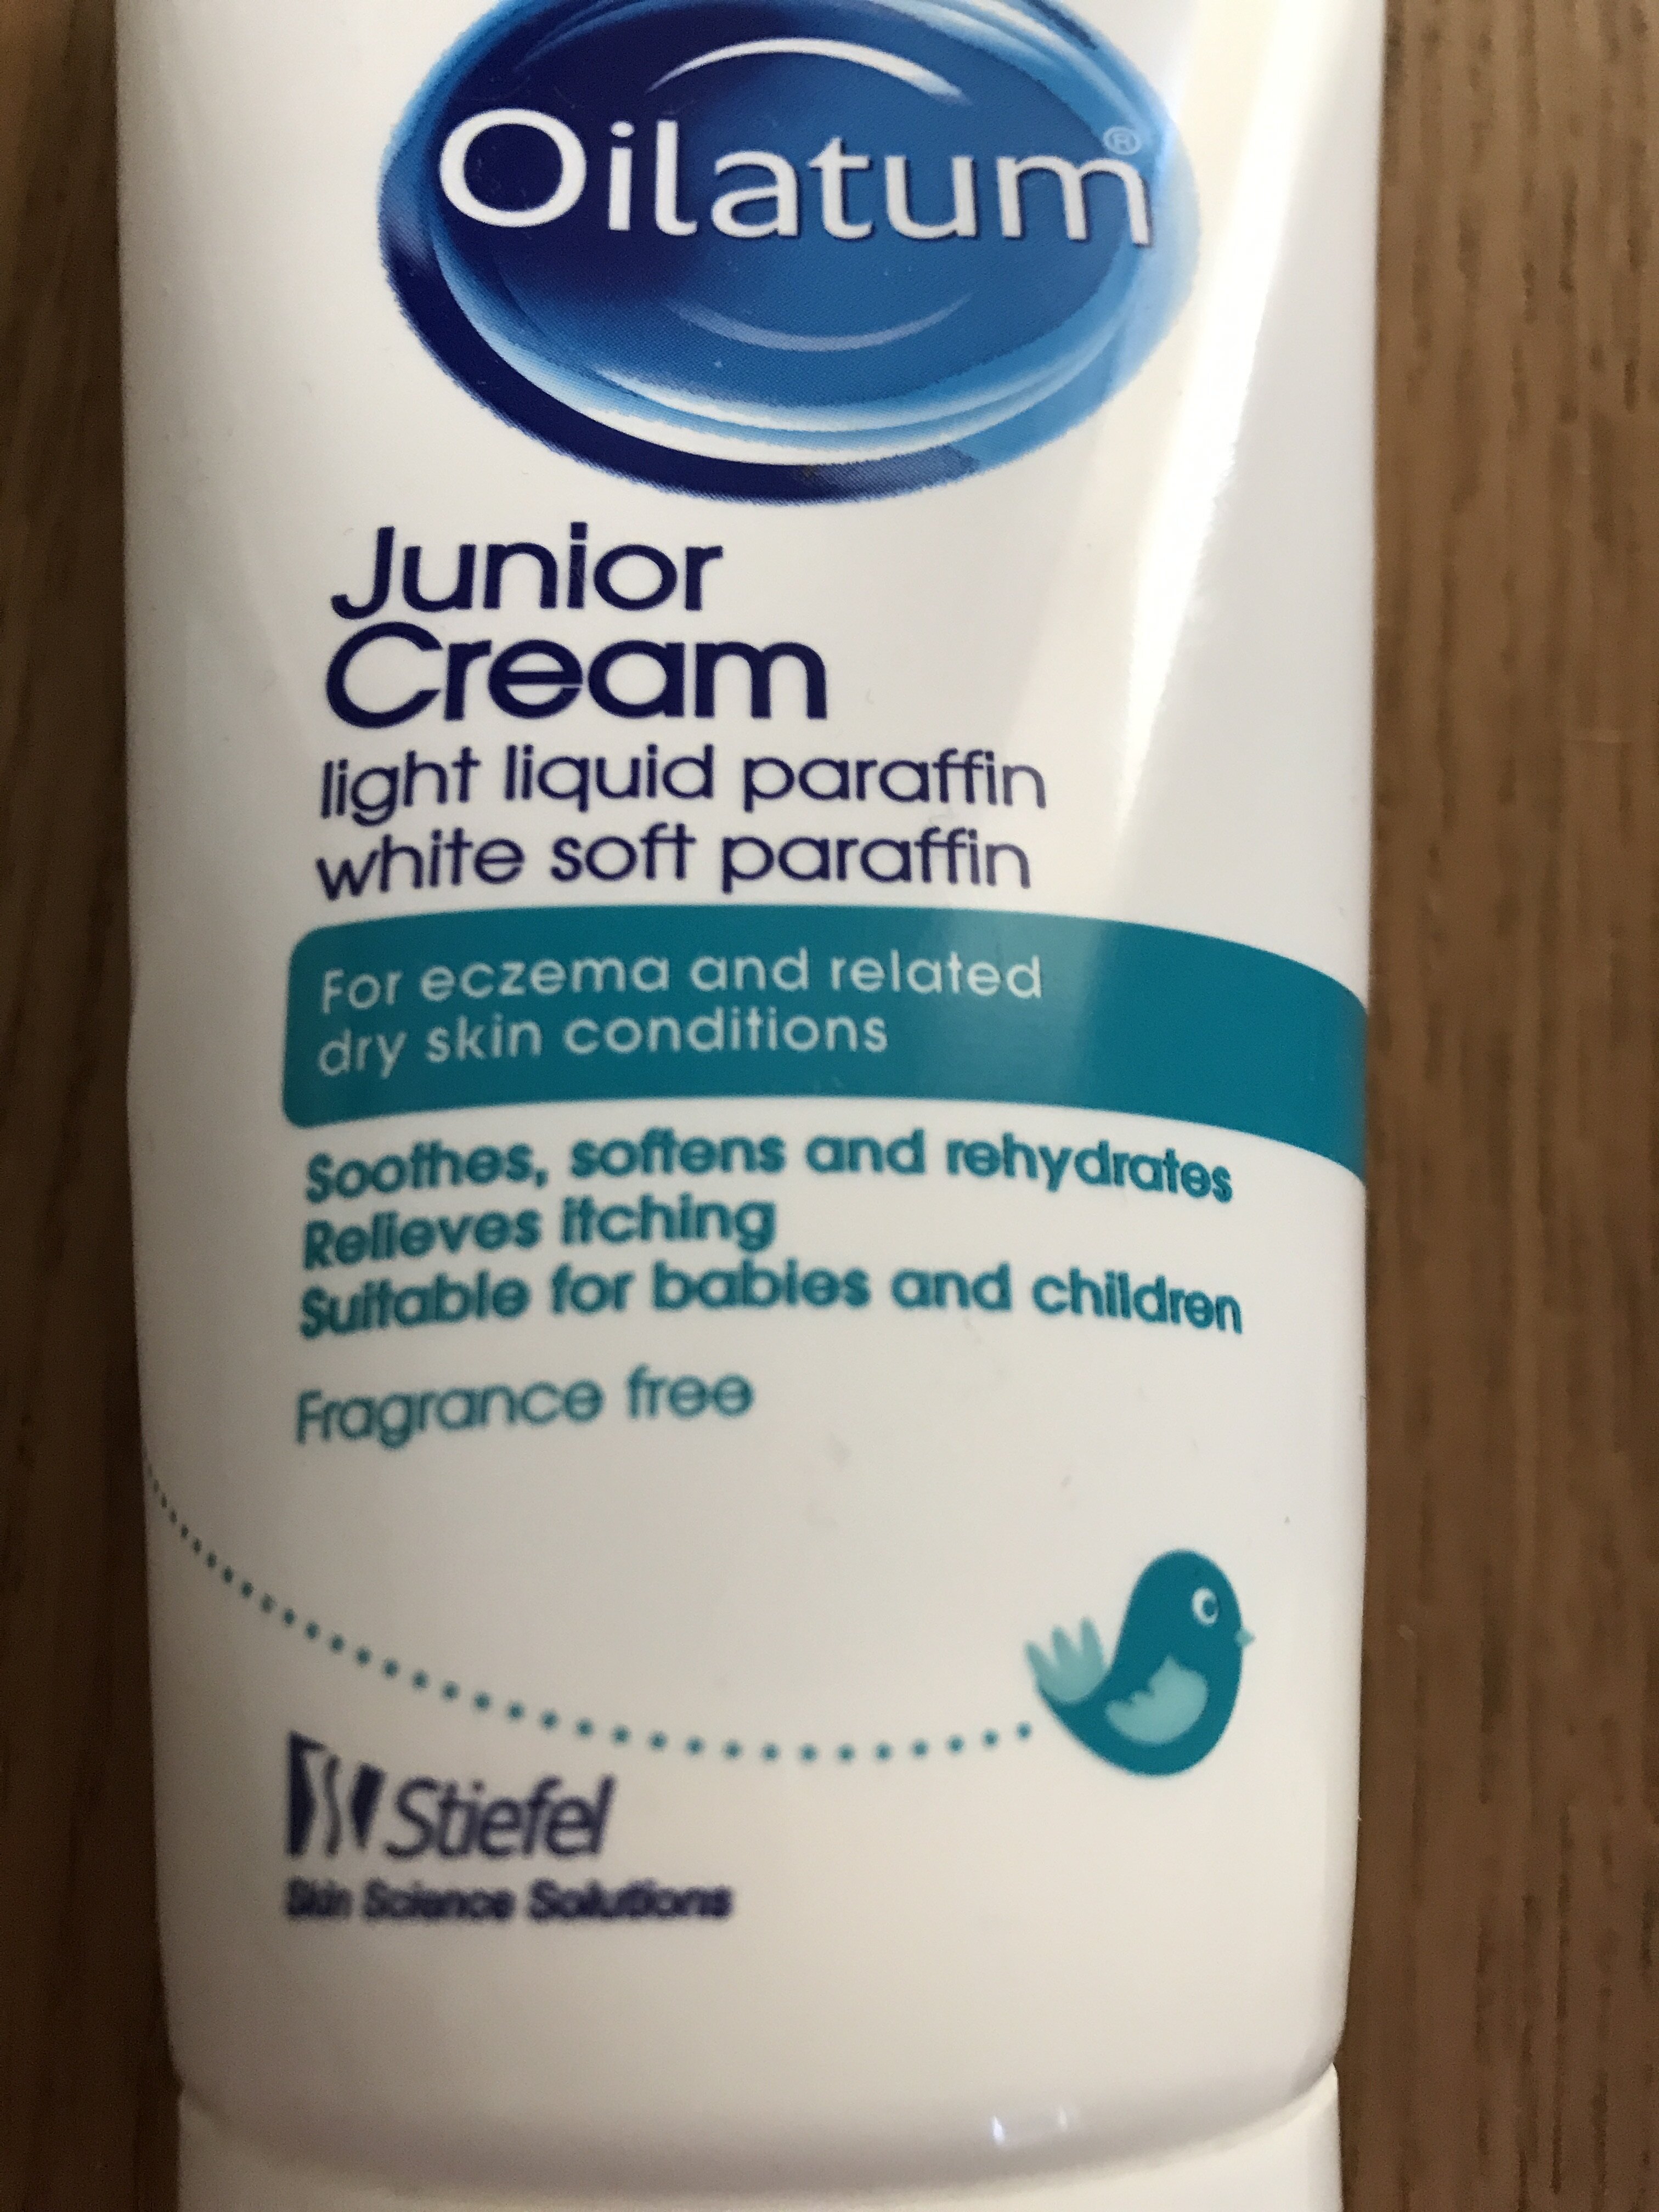 Oilatum®
Junior
Cream
light liquid paraffin
white soft paraffin
For eczema and related
dry skin conditions
Soothes, softens and rehydrates
Relieves itching
Suitable for babies and children
Fragrance free
Stiefel
Skin Science Solutions